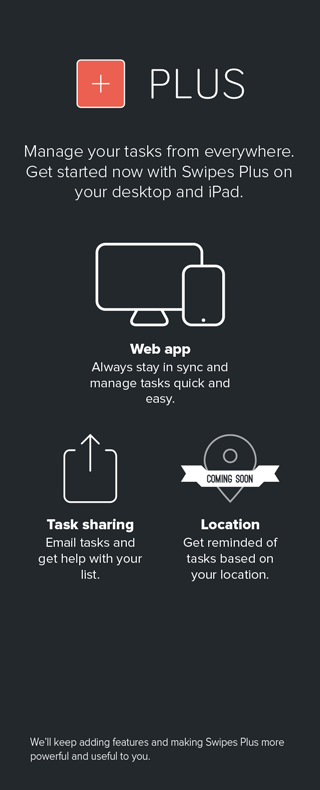 PLUS
Manage your tasks from everywhere.
Get started now with Swipes Plus on
your desktop and iPad.
Web app
Always stay in sync and
manage tasks quick and
easy.
COMING SOON
Task sharing
Email tasks and
get help with your
list.
Location
Get reminded of
tasks based on
your location.
We'll keep adding features and making Swipes Plus more
powerful and useful to you.